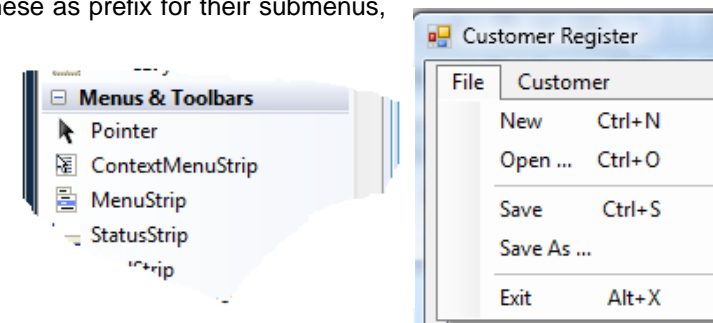 as prefix for their submenus,
Menus & Toolbars
Pointer
ContextMenuStrip
MenuStrip
StatusStrip
Customer Register
File Customer
New Ctrl+N
Open ... Ctrl+O
Save Ctrl+S
Save As ...
Exit Alt+X